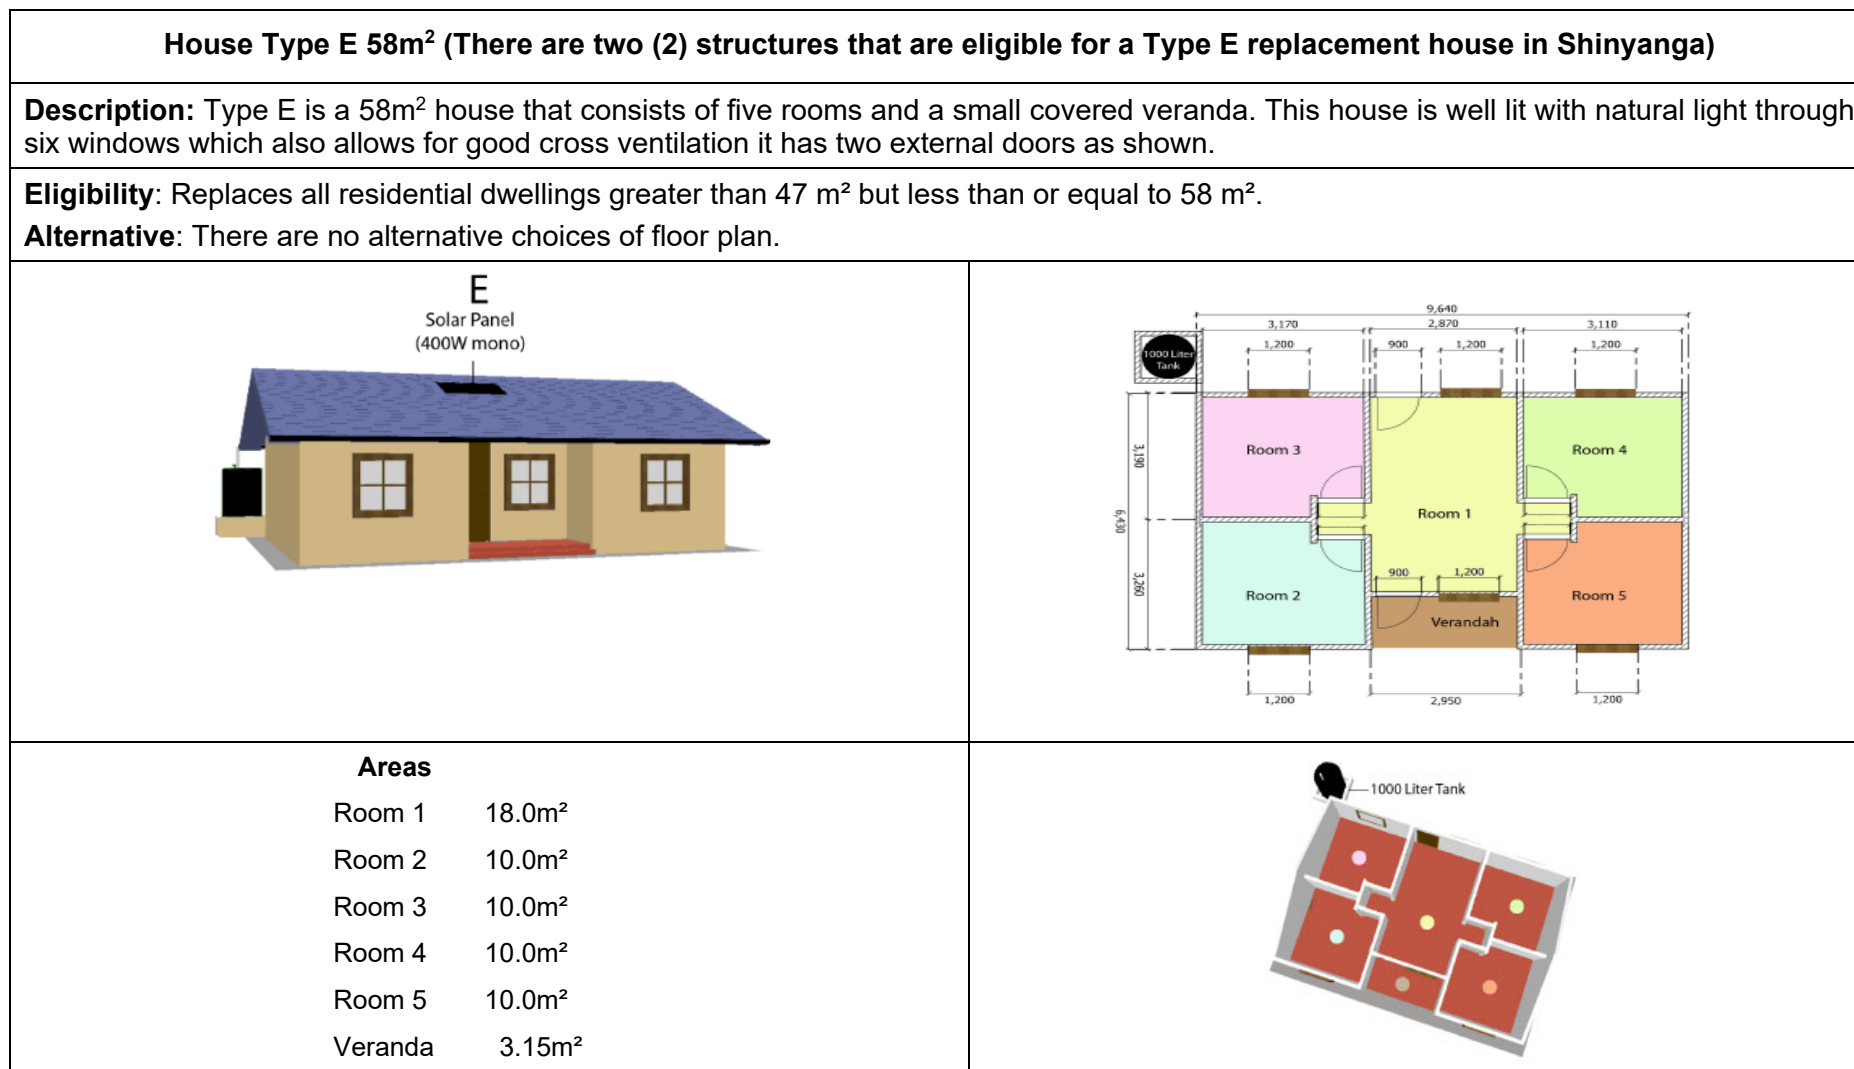 House Type E 58m² (There are two (2) structures that are eligible for a Type E replacement house in Shinyanga)
Description: Type E is a 58m² house that consists of five rooms and a small covered veranda. This house is well lit with natural light through
six windows which also allows for good cross ventilation it has two external doors as shown.
Eligibility: Replaces all residential dwellings greater than 47 m² but less than or equal to 58 m².
Alternative: There are no alternative choices of floor plan.
E
Solar Panel
(400W mono)
9,640
3,170 2,870 3,110
1,200 900 1,200 1,200
1000 Liter
Tank
3,190
6,430
3,260
Room 3
Room 4
Room 1
900 1,200
Room 2
Room 5
Verandah
1,200 2,950 1,200
Areas
Room 1 18.0m²
Room 2 10.0m²
Room 3 10.0m²
Room 4 10.0m²
Room 5 10.0m²
Veranda 3.15m²
1000 Liter Tank